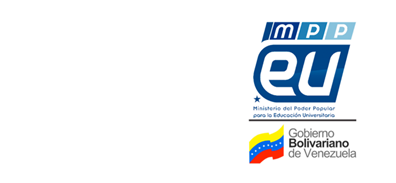 mPP
eu
Ministerio del Poder Popular
para la Educación Universitaria
Gobierno
Bolivariano
de Venezuela